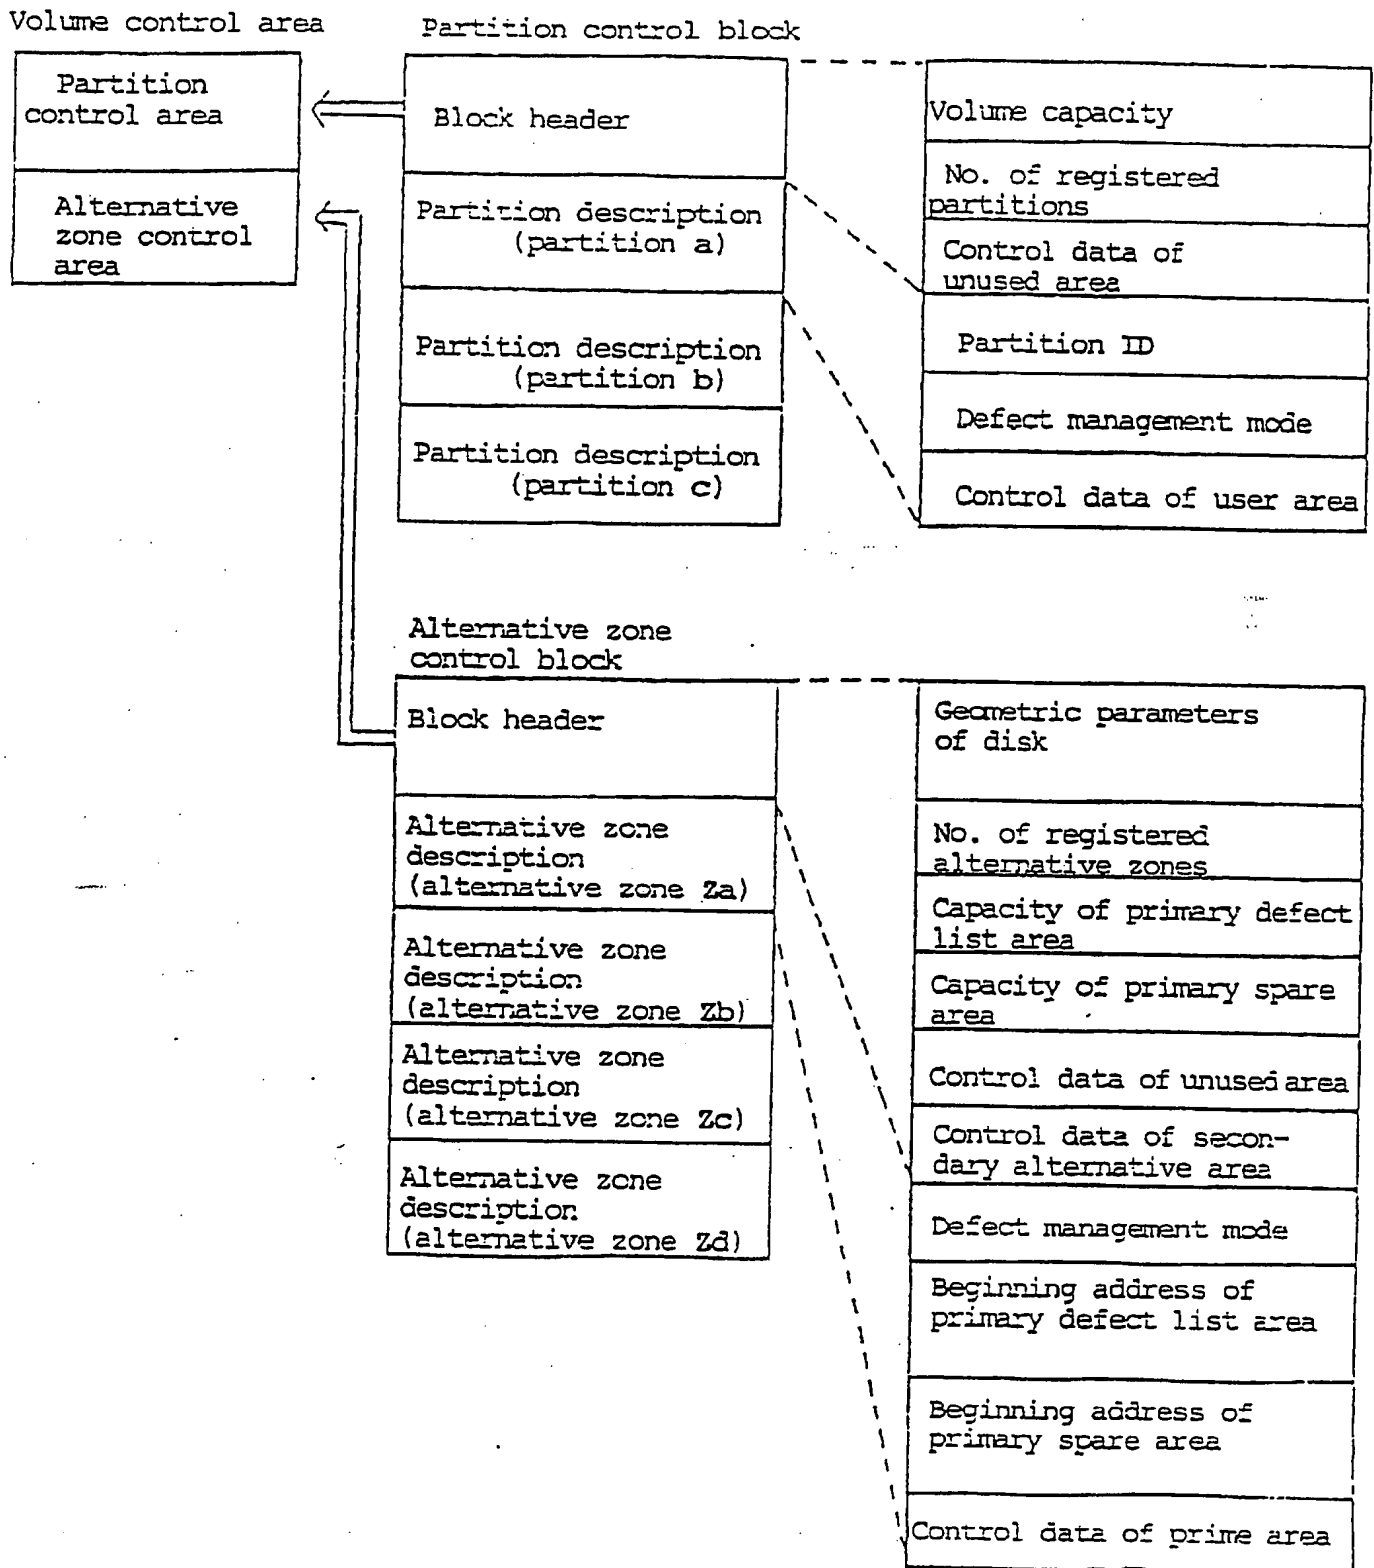 Volume control area
Partition
control area
Alternative
zone control
area
Partition control block
Block header
Partition description
(partition a)
Partition description
(partition b)
Partition description
(partition c)
Volume capacity
No. of registered
partitions
Control data of
unused area
Partition ID
Defect management mode
Control data of user area
Alternative zone
control block
Block header
Alternative zone
description
(alternative zone Za)
Alternative zone
description
(alternative zone Zb)
Alternative zone
description
(alternative zone Zc)
Alternative zone
description
(alternative zone Zd)
Geometric parameters
of disk
No. of registered
alternative zones
Capacity of primary defect
list area
Capacity of primary spare
area
Control data of unused area
Control data of secon-
dary alternative area
Defect management mode
Beginning address of
primary defect list area
Beginning address of
primary spare area
Control data of prime area